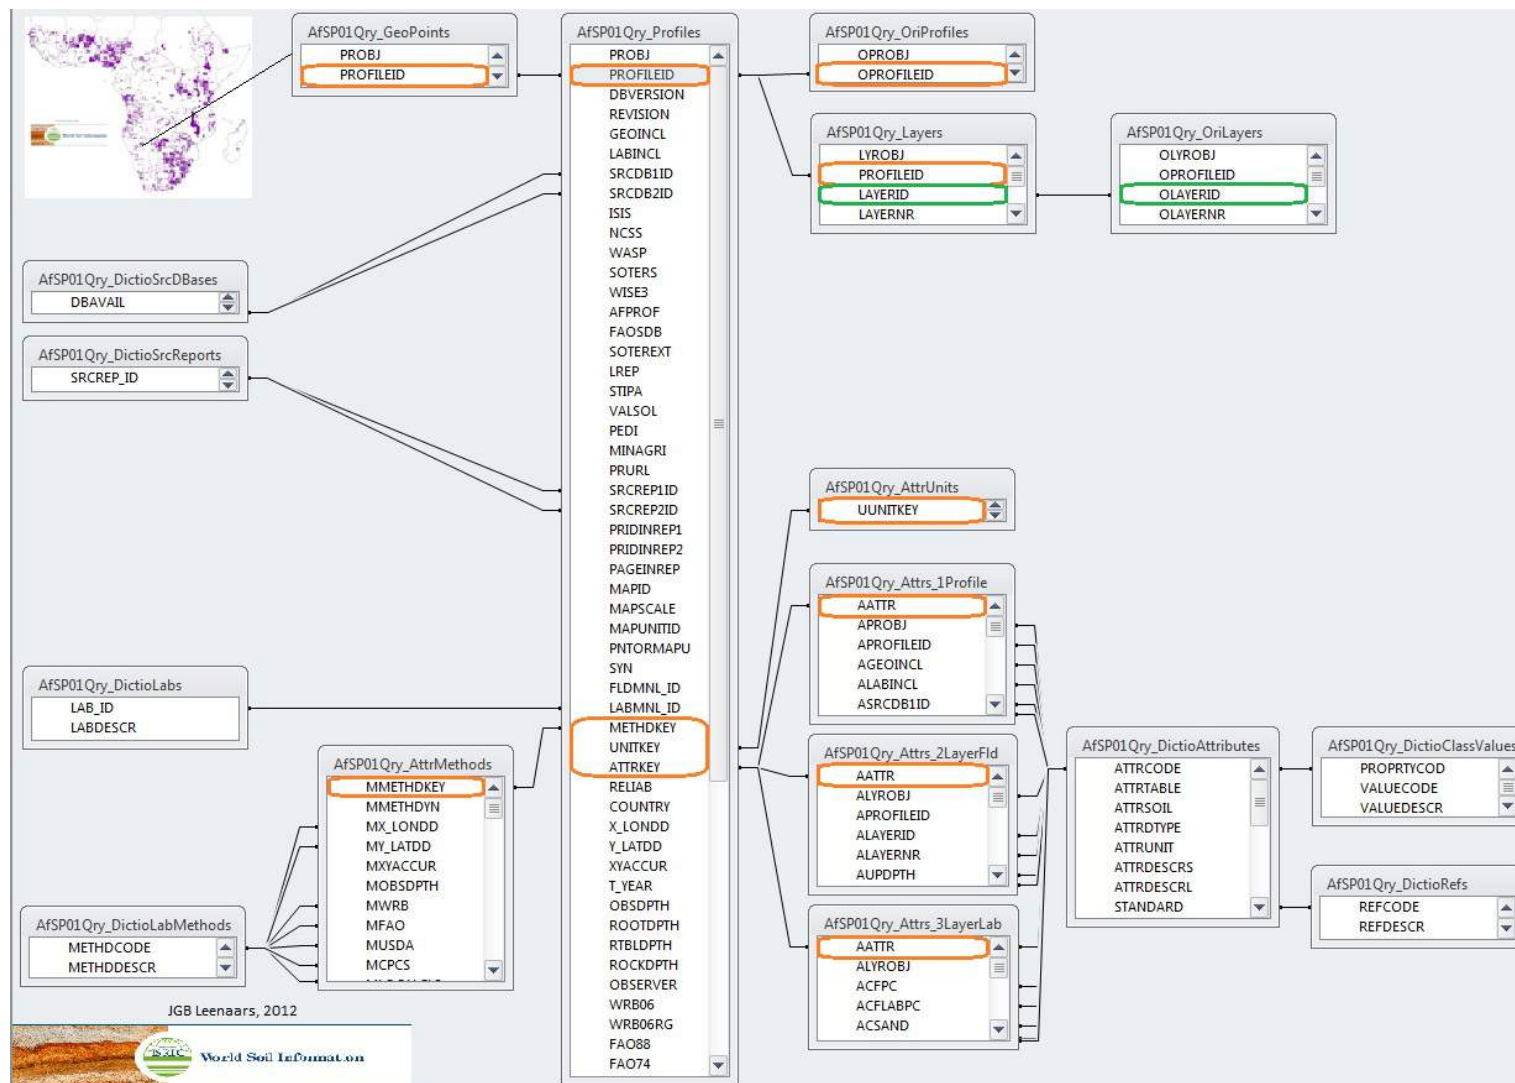 AfSP01Qry_GeoPoints
PROBJ
PROFILEID
AfSP01Qry_Profiles
PROBJ
PROFILEID
DBVERSION
REVISION
GEOINCL
LABINCL
SRCDB1ID
SRCDB2ID
ISIS
NCSS
WASP
SOTERS
WISE3
AFPROF
FAOSDB
SOTEREXT
LREP
STIPA
VALSOL
PEDI
MINAGRI
PRURL
SRCREP1ID
SRCREP2ID
PRIDINREP1
PRIDINREP2
PAGEINREP
MAPID
MAPSCALE
MAPUNITID
PNTORMAPU
SYN
FLDMNL_ID
LABMNL_ID
METHDKEY
UNITKEY
ATTRKEY
RELIAB
COUNTRY
X_LONDD
Y_LATDD
XYACCUR
T_YEAR
OBSDPTH
ROOTDPTH
RTBLDPTH
ROCKDPTH
OBSERVER
WRB06
WRB06RG
FAO88
FAO74
AfSP01Qry_OriProfiles
OPROBJ
OPROFILEID
AfSP01Qry_Layers
LYROBJ
PROFILEID
LAYERID
LAYERNR
AfSP01Qry_OriLayers
OLYROBJ
OPROFILEID
OLAYERID
OLAYERNR
AfSP01Qry_DictioSrcDBases
DBAVAIL
AfSP01Qry_DictioSrcReports
SRCREP_ID
AfSP01Qry_AttrUnits
UUNITKEY
AfSP01Qry_Attrs_1Profile
AATTR
APROBJ
APROFILEID
AGEOINCL
ALABINCL
ASRCDB1ID
AfSP01Qry_DictioLabs
LAB_ID
LABDESCR
AfSP01Qry_AttrMethods
MMETHDKEY
MMETHDYN
MX_LONDD
MY_LATDD
MXYACCUR
MOBSDPTH
MWRB
MFAO
MUSDA
MCPCS
AfSP01Qry_Attrs_2LayerFld
AATTR
ALYROBJ
APROFILEID
ALAYERID
ALAYERNR
AUPDPTH
AfSP01Qry_DictioAttributes
ATTRCODE
ATTRTABLE
ATTRSOIL
ATTRDTYPE
ATTRUNIT
ATTRDESCRS
ATTRDESCRL
STANDARD
AfSP01Qry_DictioClassValues
PROPRTYCOD
VALUECODE
VALUEDESCR
AfSP01Qry_DictioRefs
REFCODE
REFDESCR
AfSP01Qry_DictioLabMethods
METHDCODE
METHDDESCR
AfSP01Qry_Attrs_3LayerLab
AATTR
ALYROBJ
ACFPC
ACFLABPC
ACSAND
JGB Leenaars, 2012
ISRIC World Soil Information